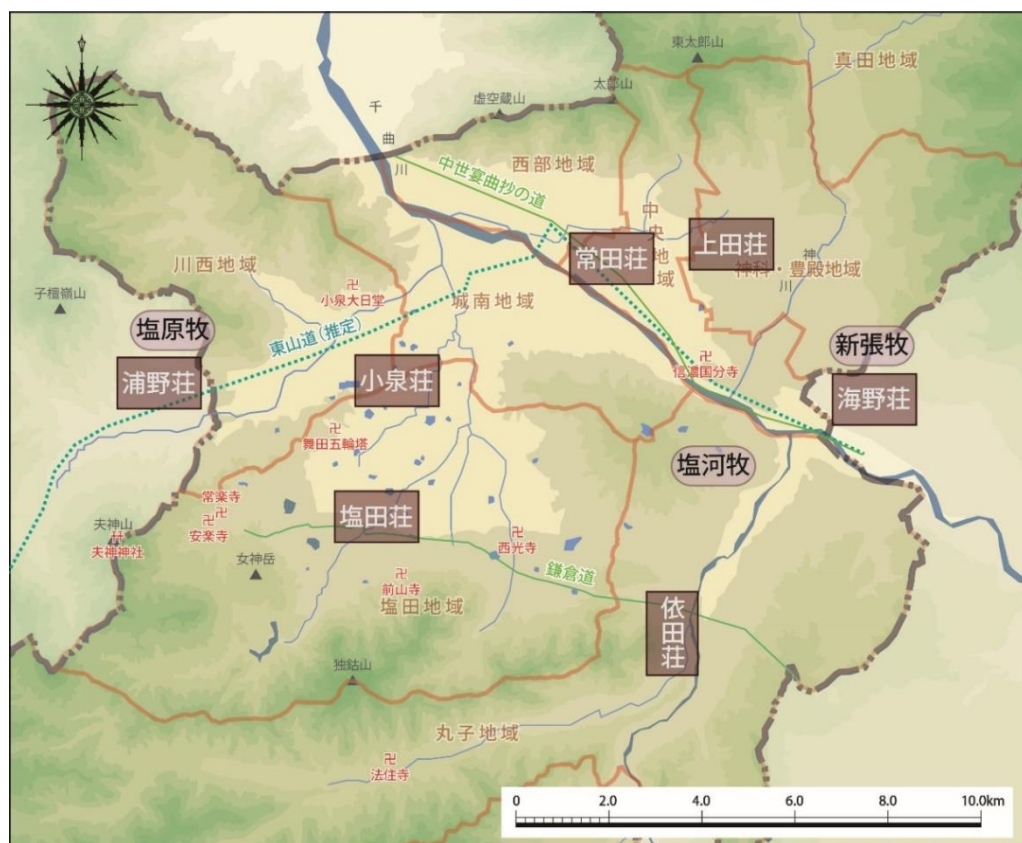 東太郎山
真田地域
太郎山
千曲川
虚空蔵山
西部地域
中世宴曲抄の道
中央地域
上田荘
常田荘
神科・豊殿地域
神川
川西地域
小泉大日堂
子檀嶺山
城南地域
東山道(推定)
塩原牧
新張牧
浦野荘
小泉荘
信濃国分寺
海野荘
舞田五輪塔
塩河牧
常楽寺
塩田荘
安楽寺
夫神山
夫神神社
西光寺
女神岳
鎌倉道
前山寺
塩田地域
依田荘
独鈷山
丸子地域
法住寺
0 2.0 4.0 6.0 8.0 10.0km